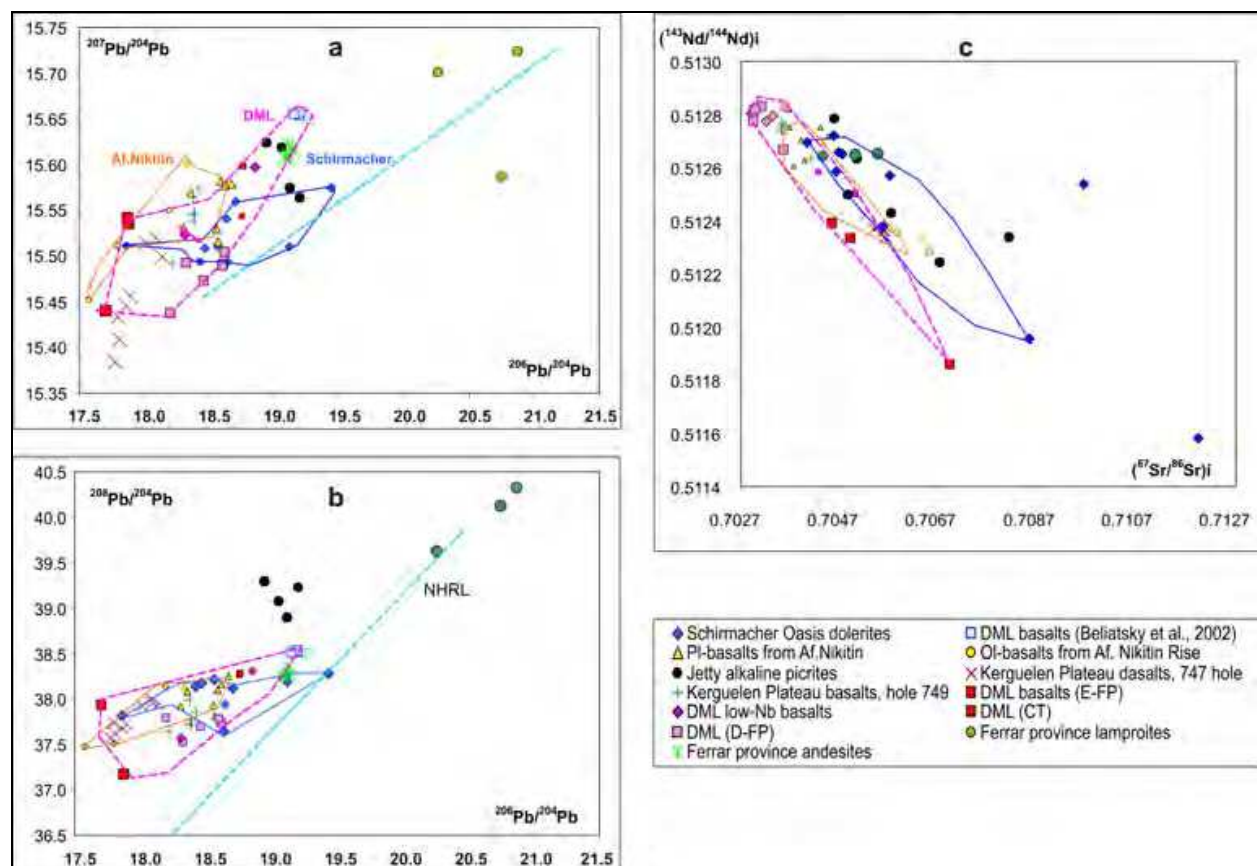 ²⁰⁷Pb/²⁰⁴Pb
a
15.75
15.70
15.65
15.60
15.55
15.50
15.45
15.40
15.35
DML
Af.Nikitin
Schirmacher
²⁰⁶Pb/²⁰⁴Pb
17.5 18.0 18.5 19.0 19.5 20.0 20.5 21.0 21.5
²⁰⁸Pb/²⁰⁴Pb
b
40.5
40.0
39.5
39.0
38.5
38.0
37.5
37.0
36.5
NHRL
²⁰⁶Pb/²⁰⁴Pb
17.5 18.0 18.5 19.0 19.5 20.0 20.5 21.0 21.5
(¹⁴³Nd/¹⁴⁴Nd)i
c
0.5130
0.5128
0.5126
0.5124
0.5122
0.5120
0.5118
0.5116
0.5114
(⁸⁷Sr/⁸⁶Sr)i
0.7027 0.7047 0.7067 0.7087 0.7107 0.7127
Schirmacher Oasis dolerites
Pl-basalts from Af.Nikitin
Jetty alkaline picrites
Kerguelen Plateau basalts, hole 749
DML low-Nb basalts
DML (D-FP)
Ferrar province andesites
DML basalts (Beliatsky et al., 2002)
Ol-basalts from Af. Nikitin Rise
Kerguelen Plateau dasalts, 747 hole
DML basalts (E-FP)
DML (CT)
Ferrar province lamproites